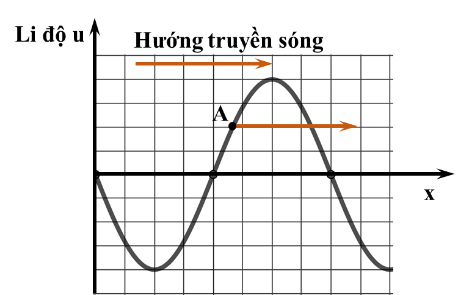 Li độ u
Hướng truyền sóng
A
x